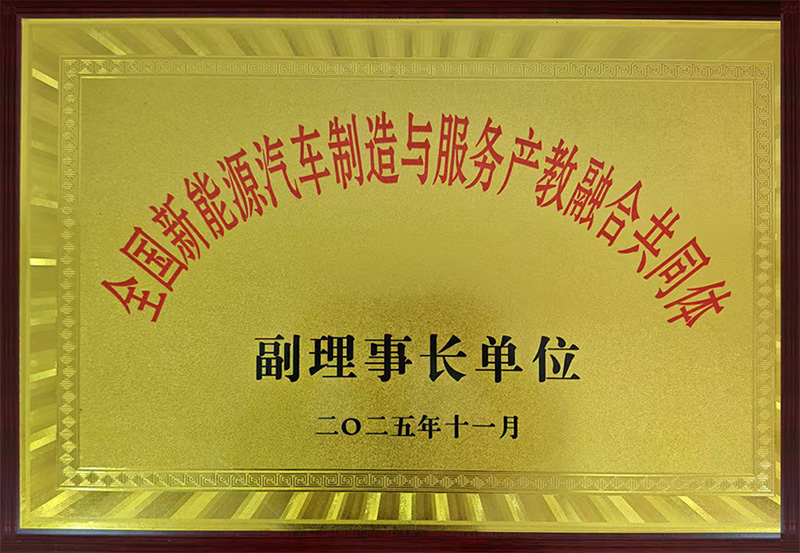 全国新能源汽车制造与服务产教融合共同体
副理事长单位
二〇二五年十一月